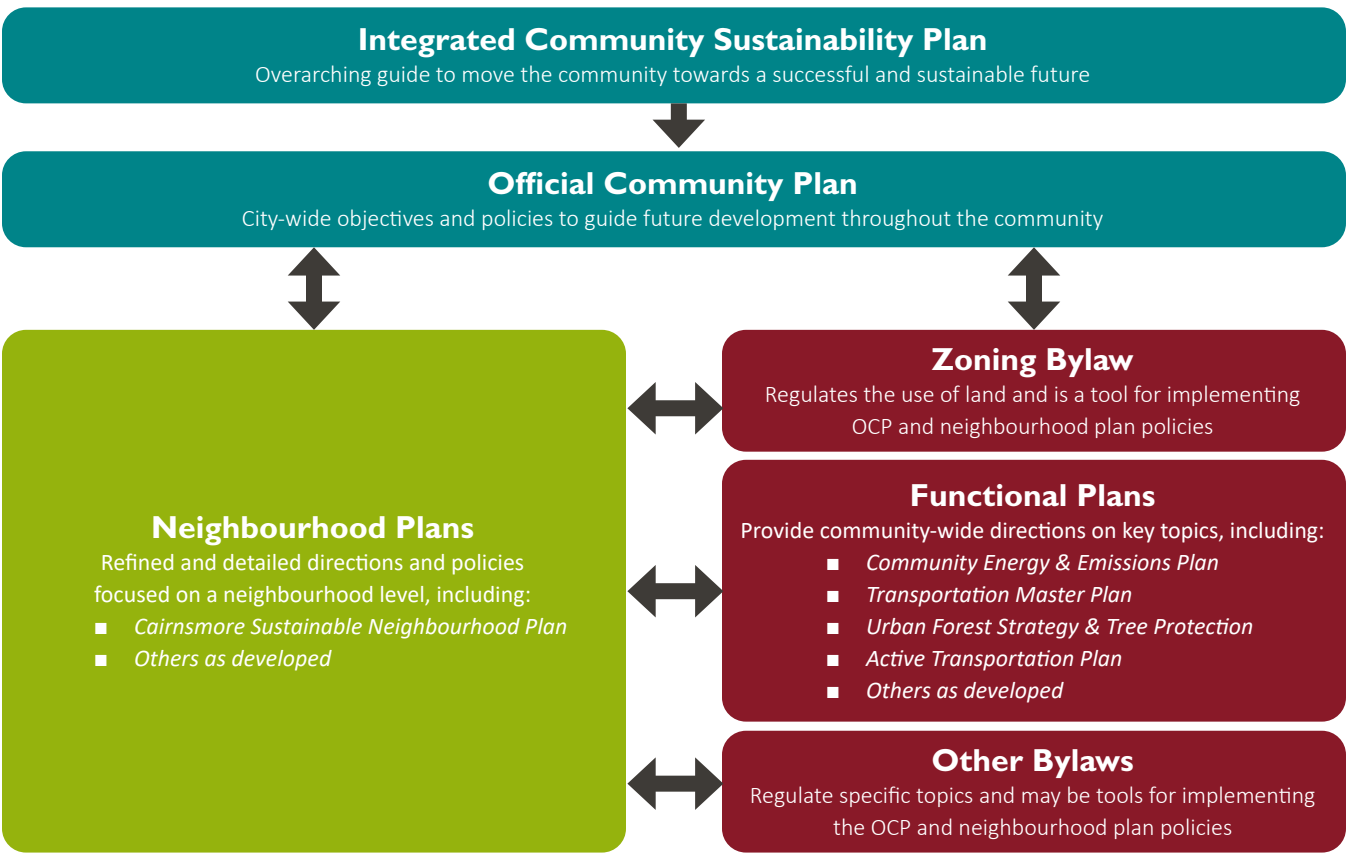 Integrated Community Sustainability Plan
Overarching guide to move the community towards a successful and sustainable future
Official Community Plan
City-wide objectives and policies to guide future development throughout the community
Neighbourhood Plans
Refined and detailed directions and policies
focused on a neighbourhood level, including:
■ Cairnsmore Sustainable Neighbourhood Plan
■ Others as developed
Zoning Bylaw
Regulates the use of land and is a tool for implementing
OCP and neighbourhood plan policies
Functional Plans
Provide community-wide directions on key topics, including:
■ Community Energy & Emissions Plan
■ Transportation Master Plan
■ Urban Forest Strategy & Tree Protection
■ Active Transportation Plan
■ Others as developed
Other Bylaws
Regulate specific topics and may be tools for implementing
the OCP and neighbourhood plan policies